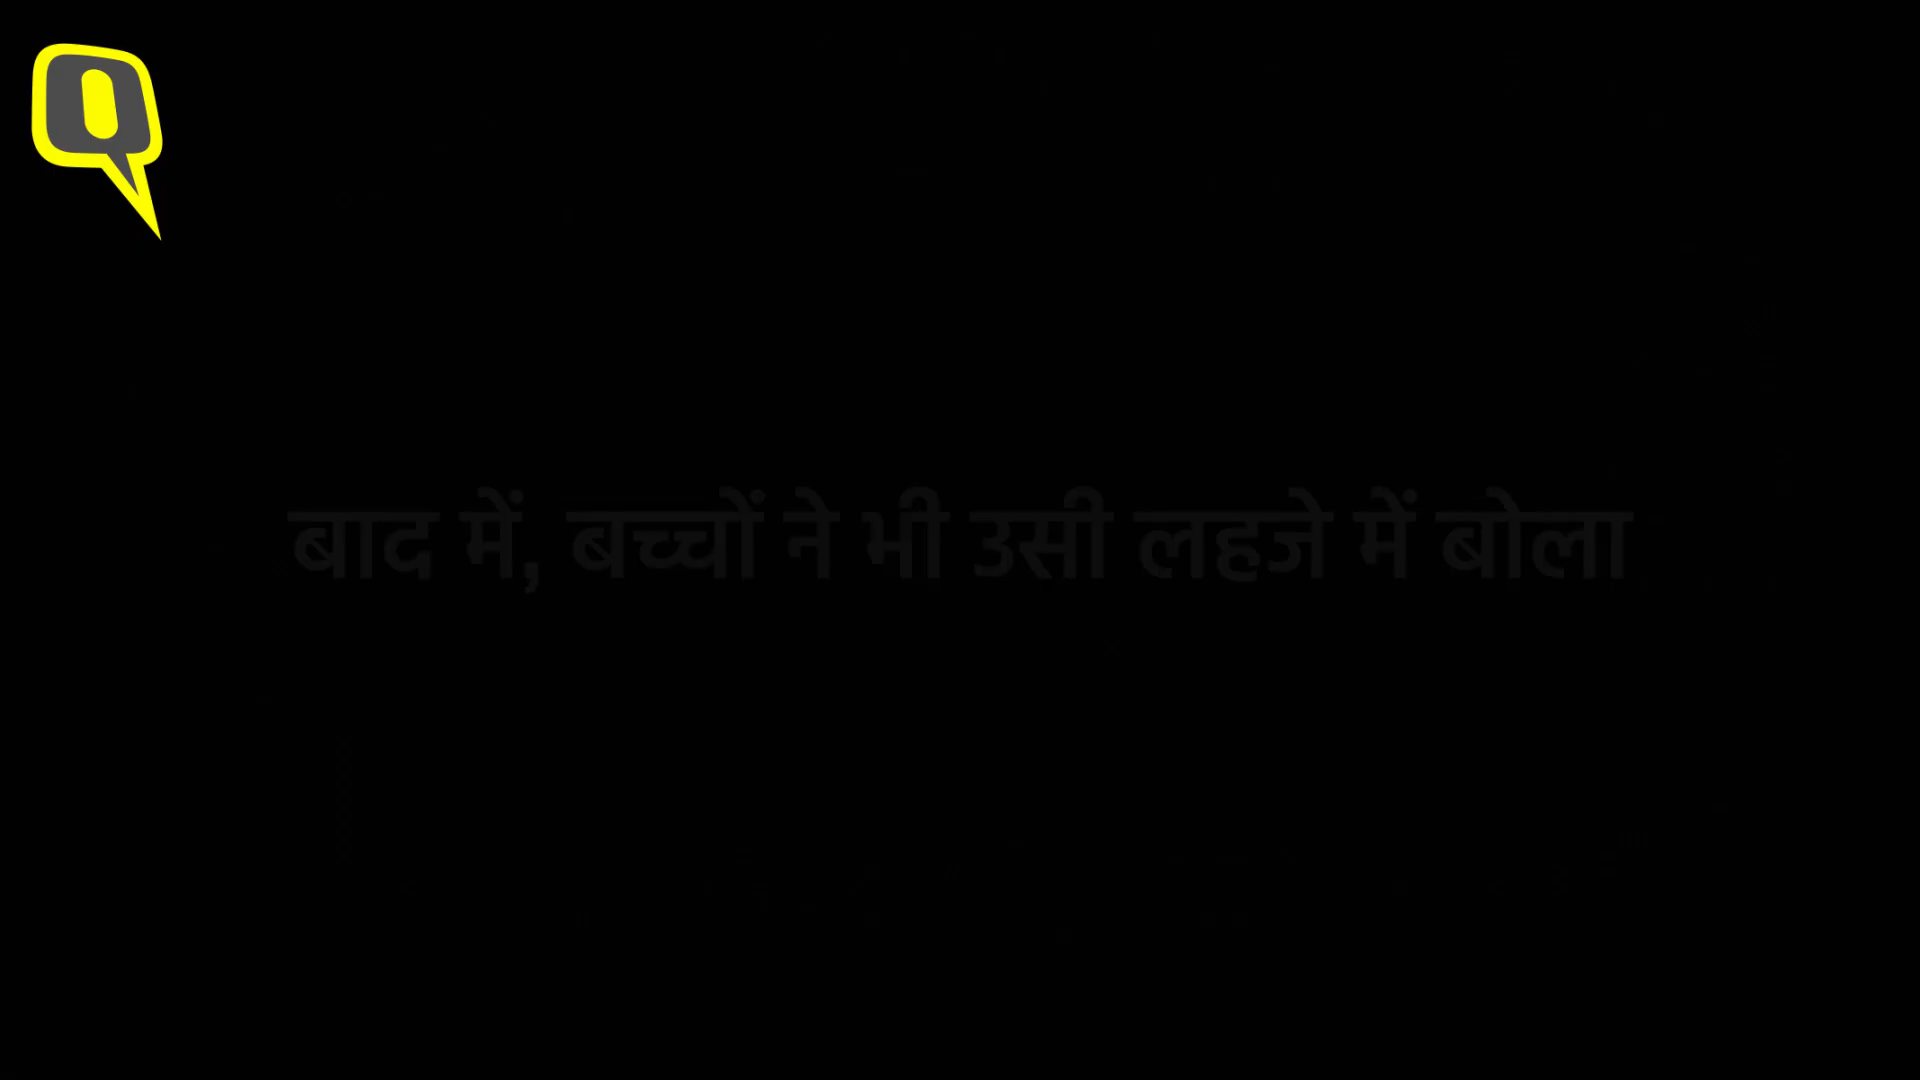 बाद में, बच्चों ने भी उसी लहजे में बोला